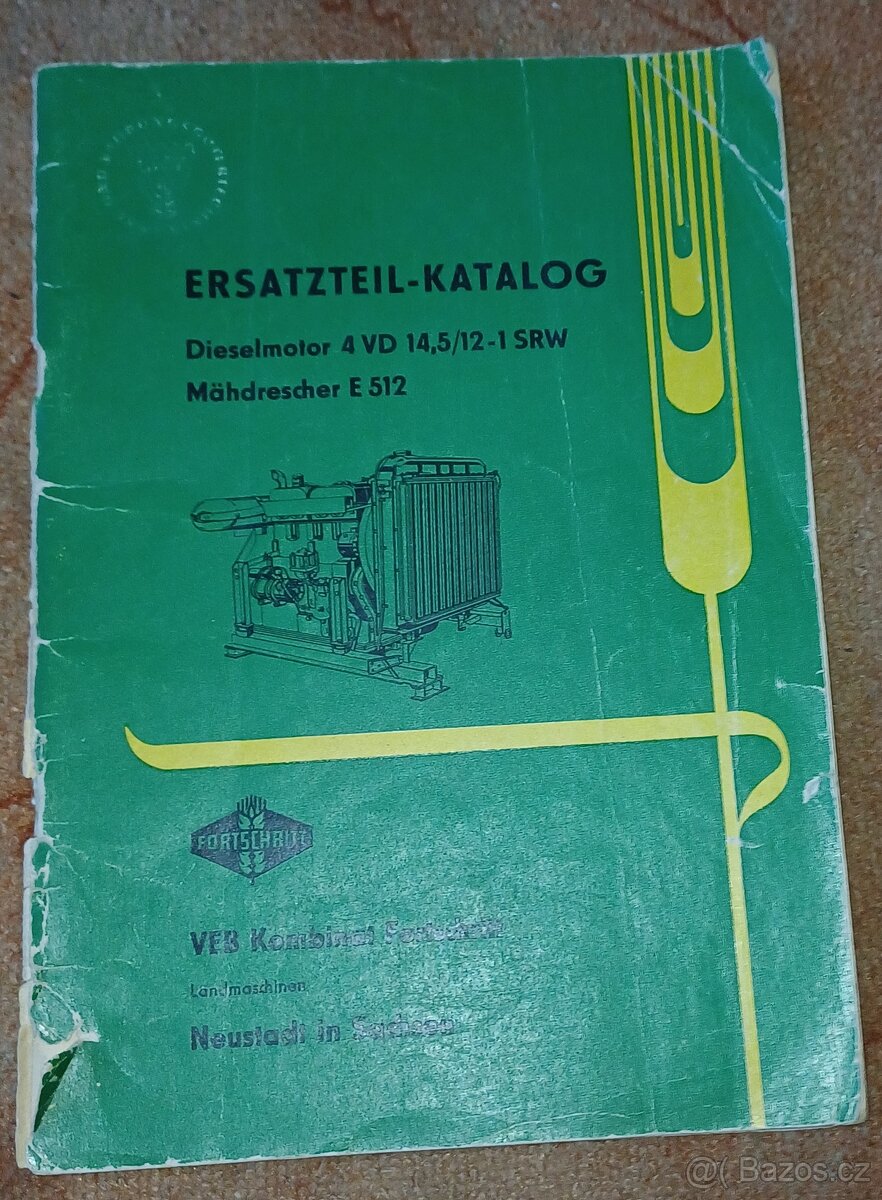 ERSATZTEIL-KATALOG
Dieselmotor 4 VD 14,5/12-1 SRW
Mähdrescher E 512
FORTSCHRITT
VEB Kombinat Fortschritt
Landmaschinen
Neustadt in Sachsen
@( Bazos.cz